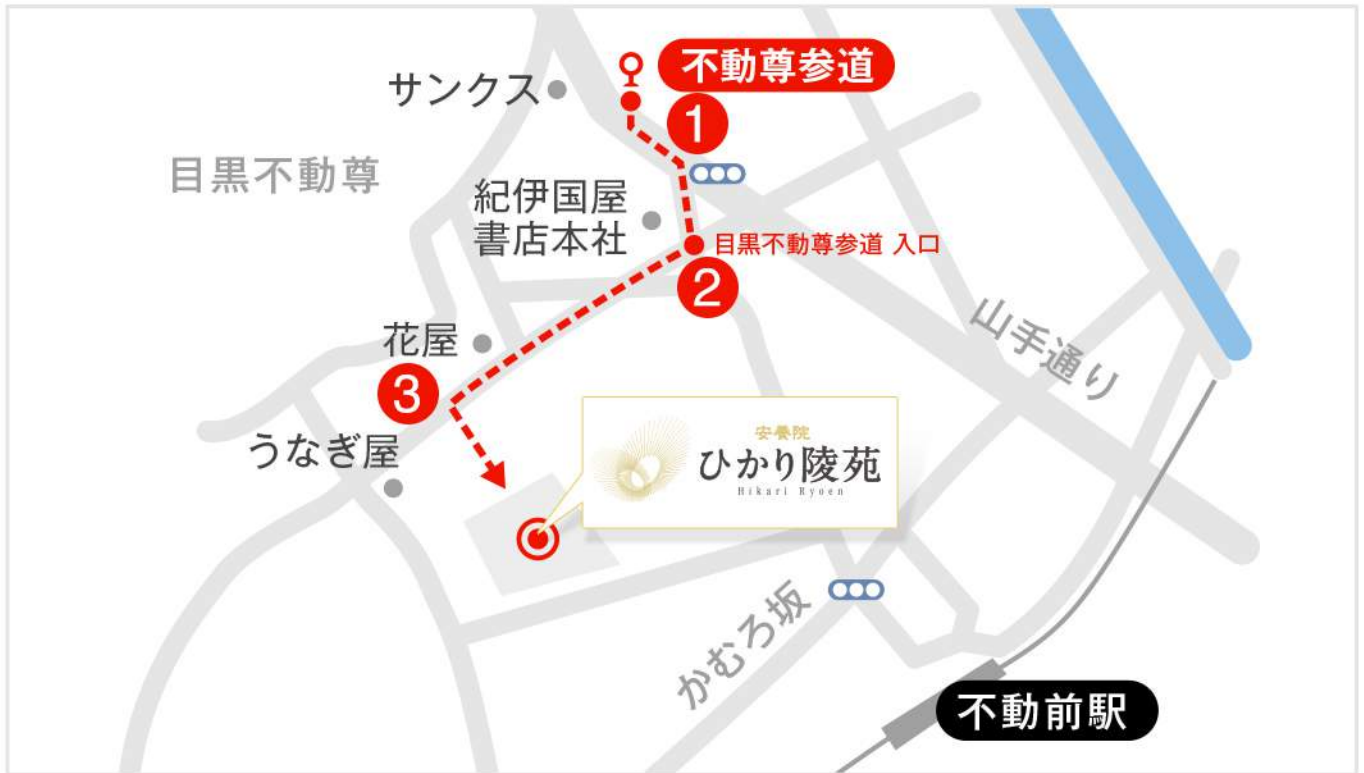 不動尊参道
サンクス
1
目黒不動尊
紀伊国屋
書店本社
目黒不動尊参道 入口
2
山手通り
花屋
3
うなぎ屋
安養院
ひかり陵苑
Hikari Ryoen
かむろ坂
不動前駅